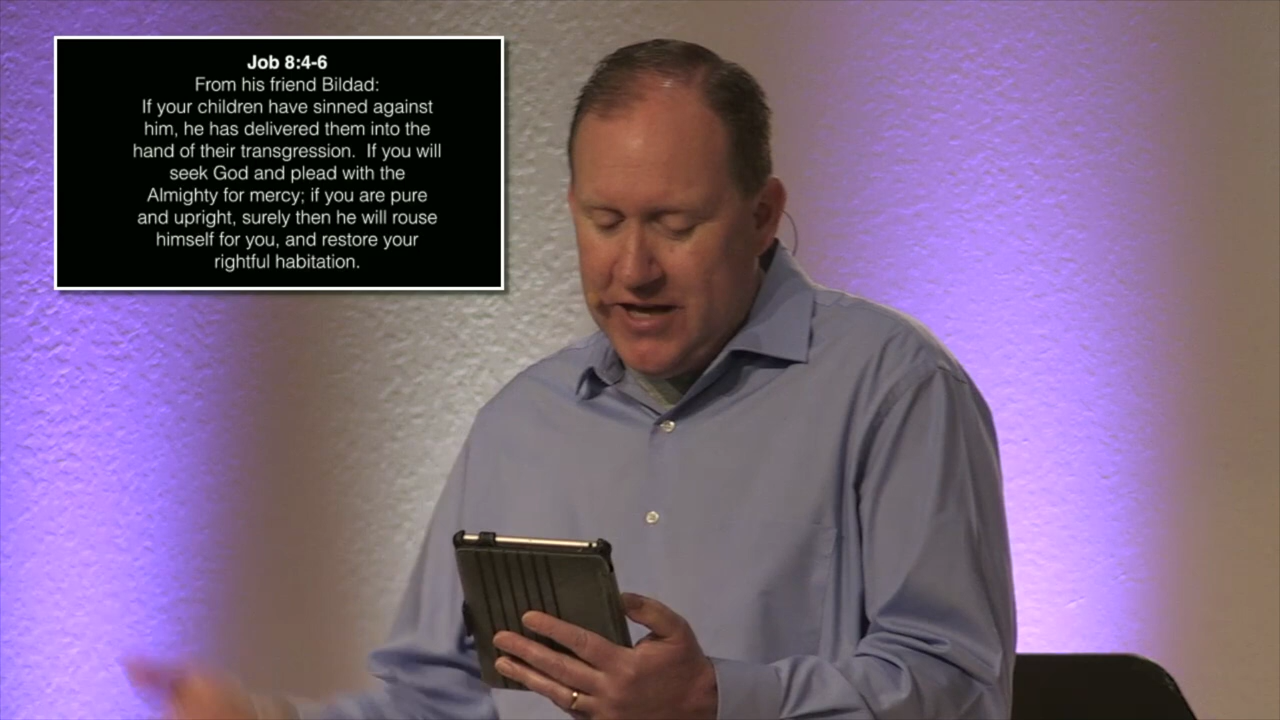 Job 8:4-6
From his friend Bildad:
If your children have sinned against
him, he has delivered them into the
hand of their transgression.  If you will
seek God and plead with the
Almighty for mercy; if you are pure
and upright, surely then he will rouse
himself for you, and restore your
rightful habitation.